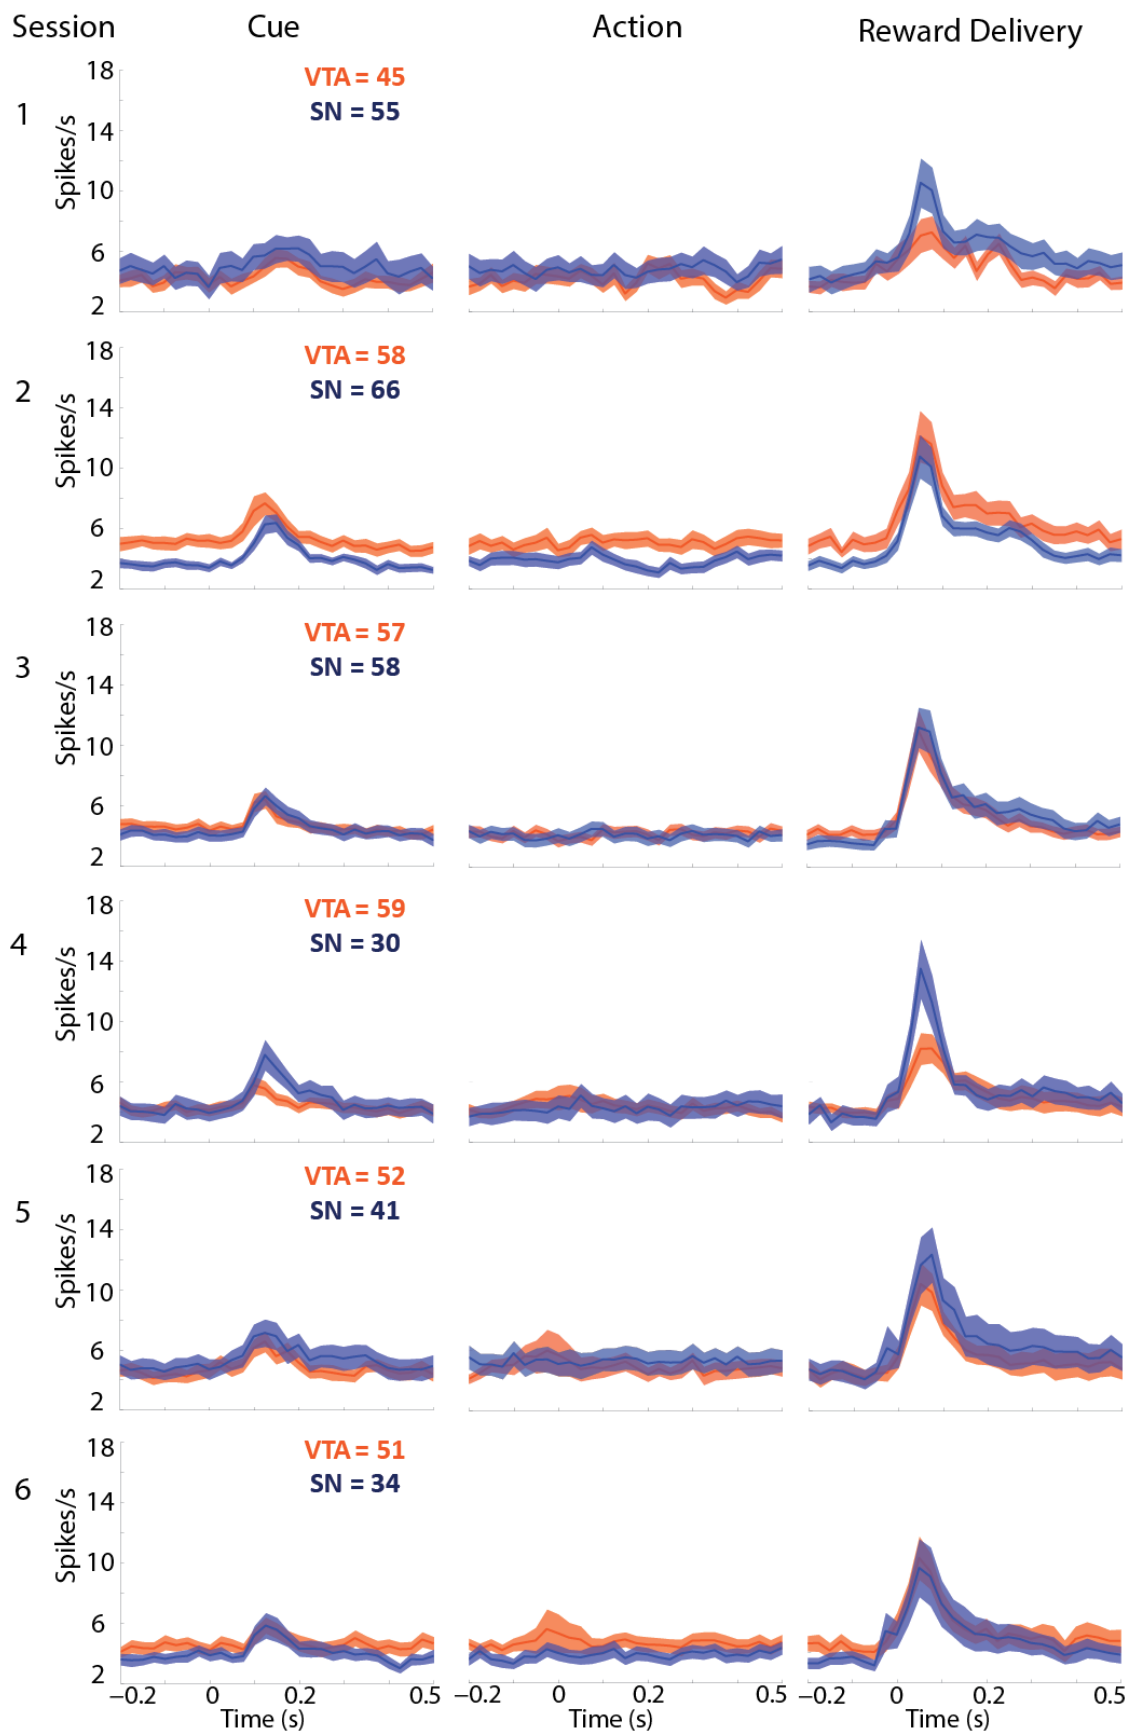 Session Cue Action Reward Delivery
1
Spikes/s
18
14
10
6
2
VTA = 45
SN = 55
2
Spikes/s
18
14
10
6
2
VTA = 58
SN = 66
3
Spikes/s
18
14
10
6
2
VTA = 57
SN = 58
4
Spikes/s
18
14
10
6
2
VTA = 59
SN = 30
5
Spikes/s
18
14
10
6
2
VTA = 52
SN = 41
6
Spikes/s
18
14
10
6
2
VTA = 51
SN = 34
−0.2 0 0.2 0.5 −0.2 0 0.2 0.5 −0.2 0 0.2 0.5
Time (s) Time (s) Time (s)